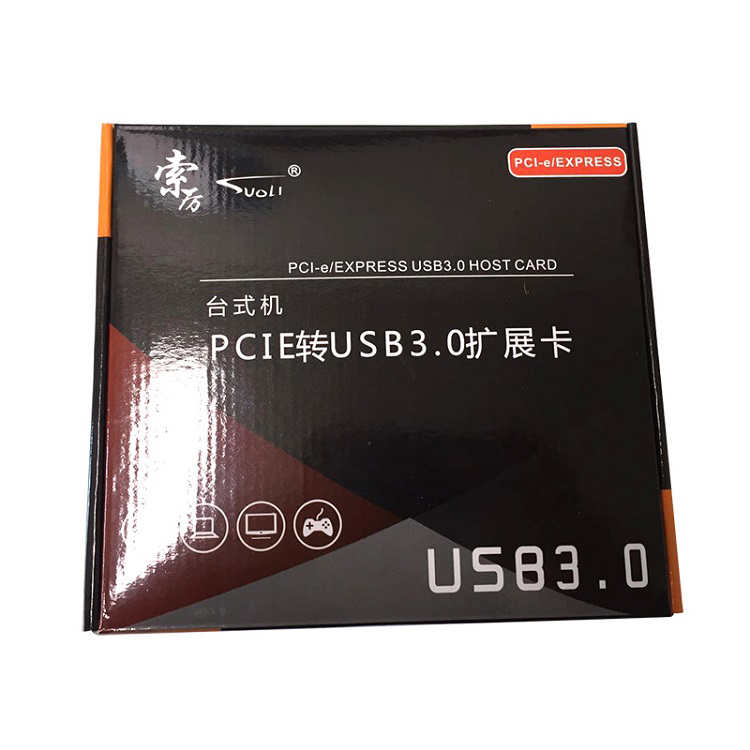 索厉 SUOLI®
PCI-e/EXPRESS
PCI-e/EXPRESS USB3.0 HOST CARD
台式机
PCIE转USB3.0扩展卡
USB3.0